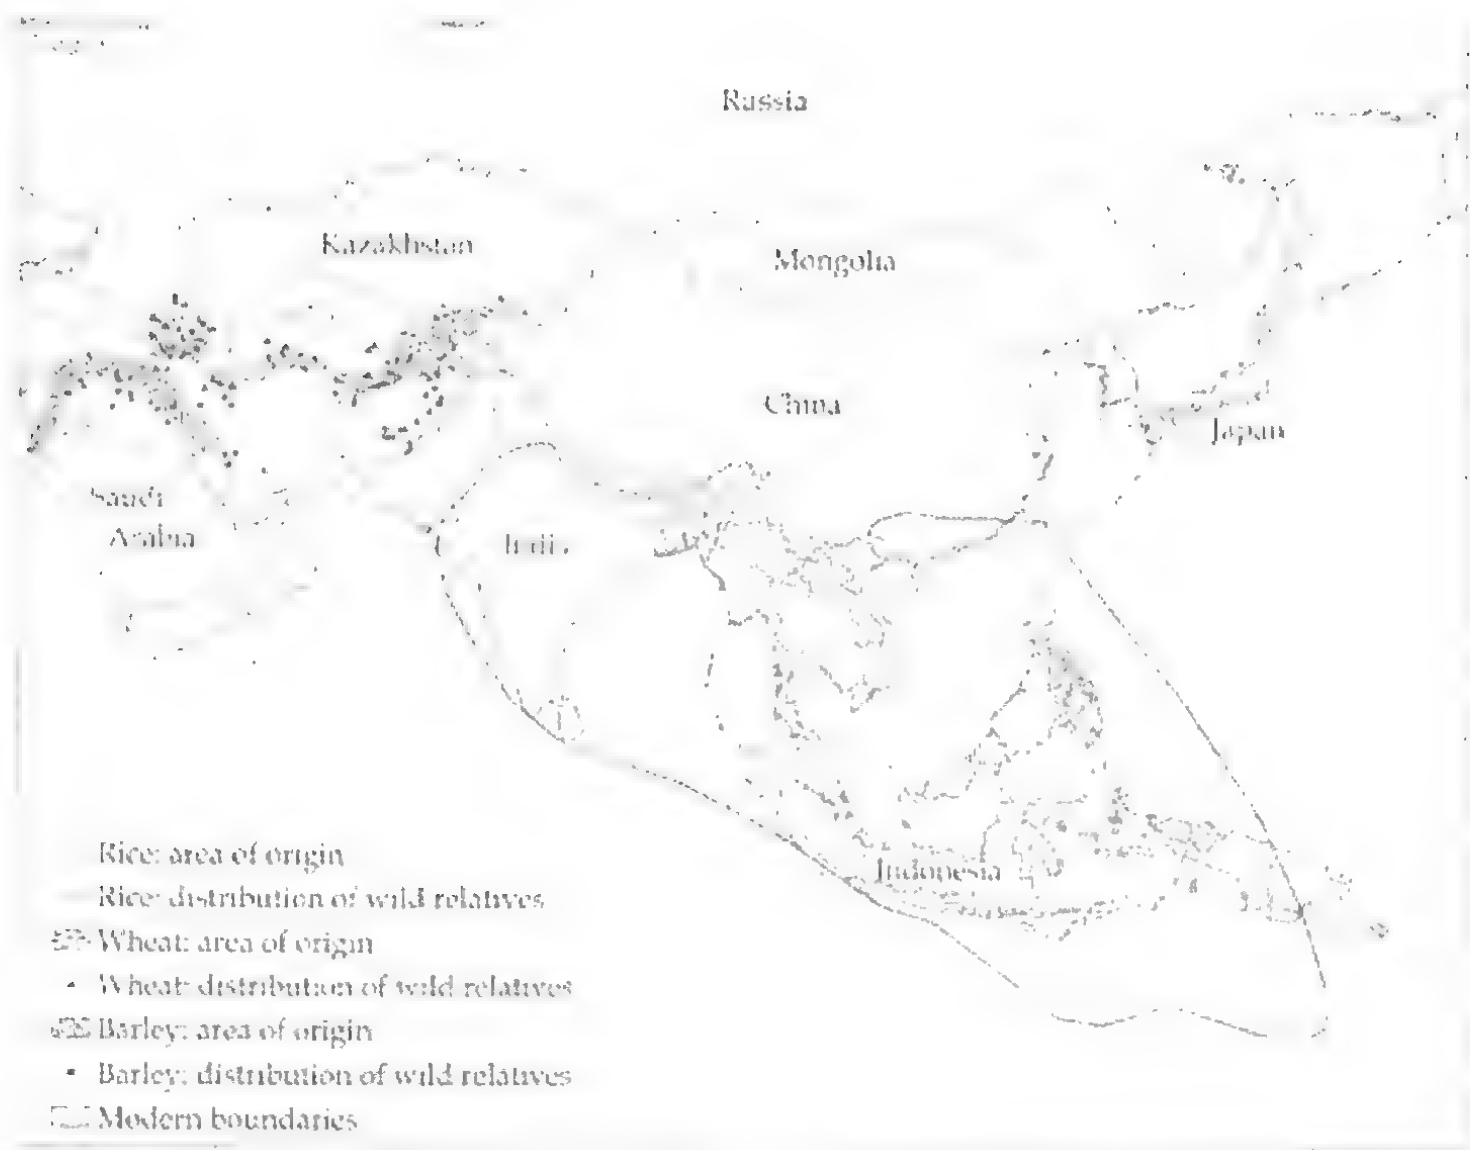 Russia
Kazakhstan
Mongolia
China
Japan
Saudi
Arabia
India
Indonesia
Rice: area of origin
Rice: distribution of wild relatives
Wheat: area of origin
Wheat: distribution of wild relatives
Barley: area of origin
Barley: distribution of wild relatives
Modern boundaries